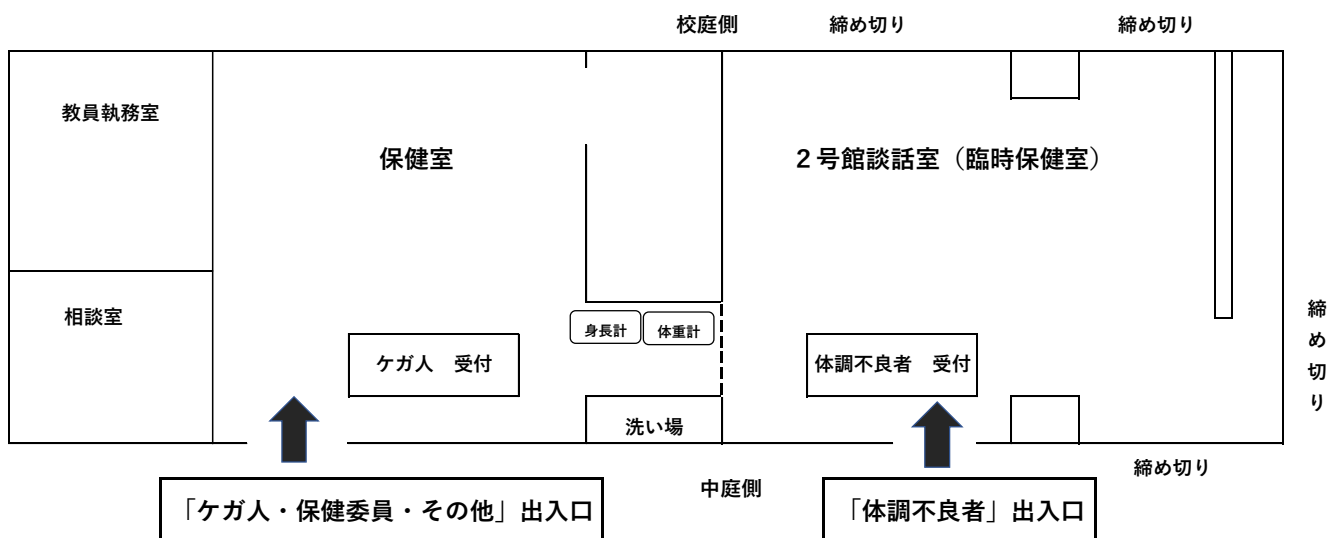 校庭側
締め切り
締め切り
教員執務室
保健室
２号館談話室（臨時保健室）
相談室
身長計
体重計
ケガ人　受付
体調不良者　受付
締め切り
洗い場
締め切り
中庭側
「ケガ人・保健委員・その他」出入口
「体調不良者」出入口